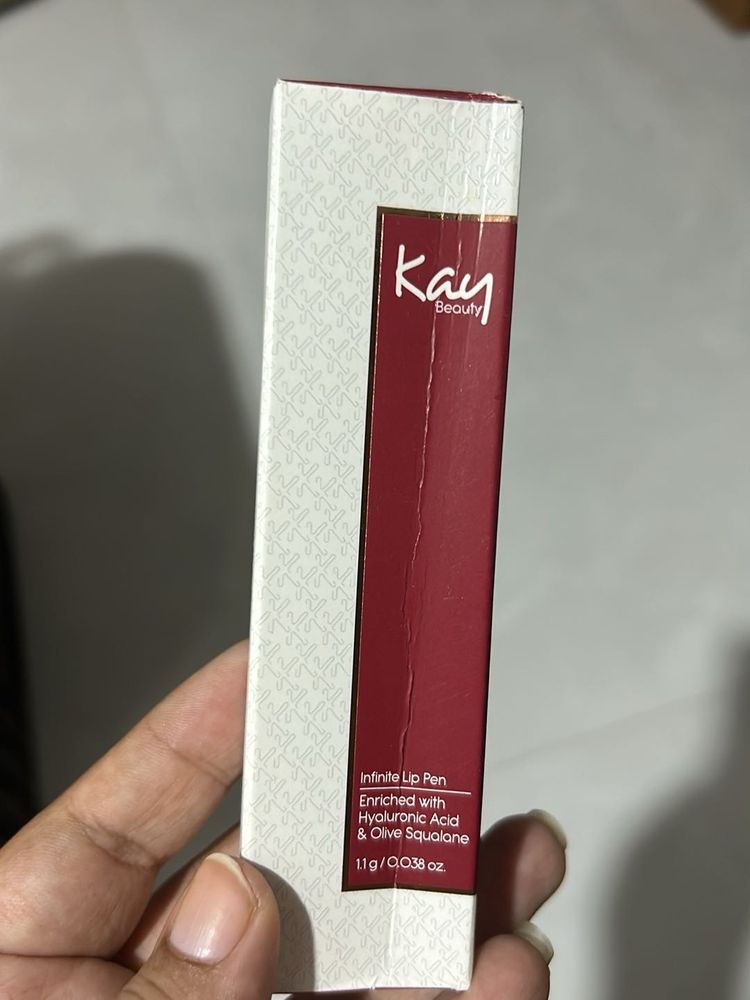 Kay
Beauty
Infinite Lip Pen
Enriched with
Hyaluronic Acid
& Olive Squalane
1.1 g / 0.038 oz.